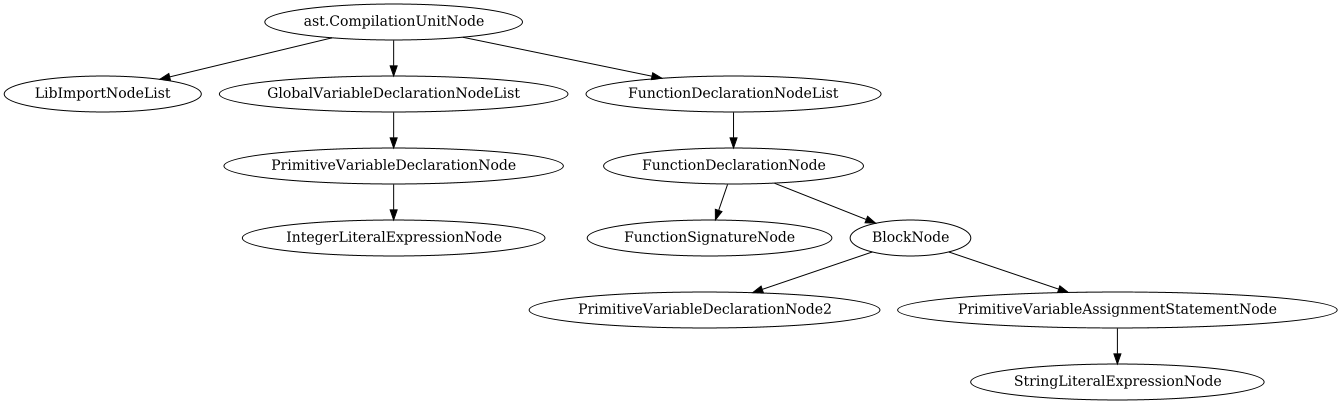 ast.CompilationUnitNode
LibImportNodeList
GlobalVariableDeclarationNodeList
FunctionDeclarationNodeList
PrimitiveVariableDeclarationNode
FunctionDeclarationNode
IntegerLiteralExpressionNode
FunctionSignatureNode
BlockNode
PrimitiveVariableDeclarationNode2
PrimitiveVariableAssignmentStatementNode
StringLiteralExpressionNode